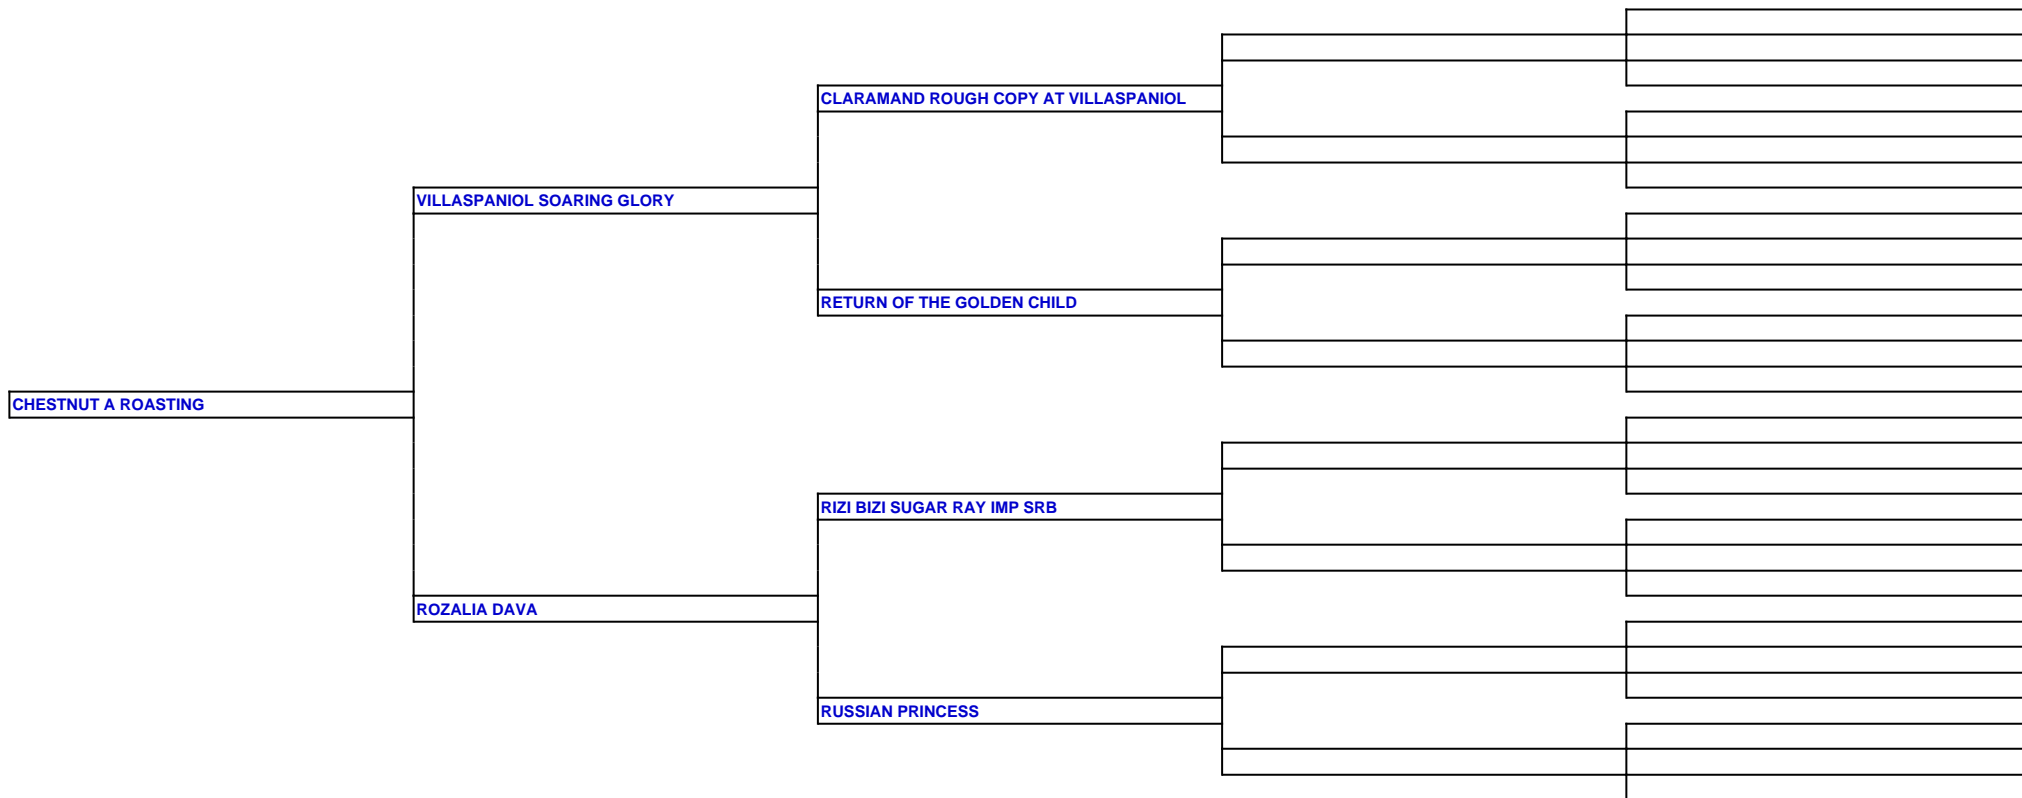 CLARAMAND ROUGH COPY AT VILLASPANIOL
VILLASPANIOL SOARING GLORY
RETURN OF THE GOLDEN CHILD
CHESTNUT A ROASTING
RIZI BIZI SUGAR RAY IMP SRB
ROZALIA DAVA
RUSSIAN PRINCESS